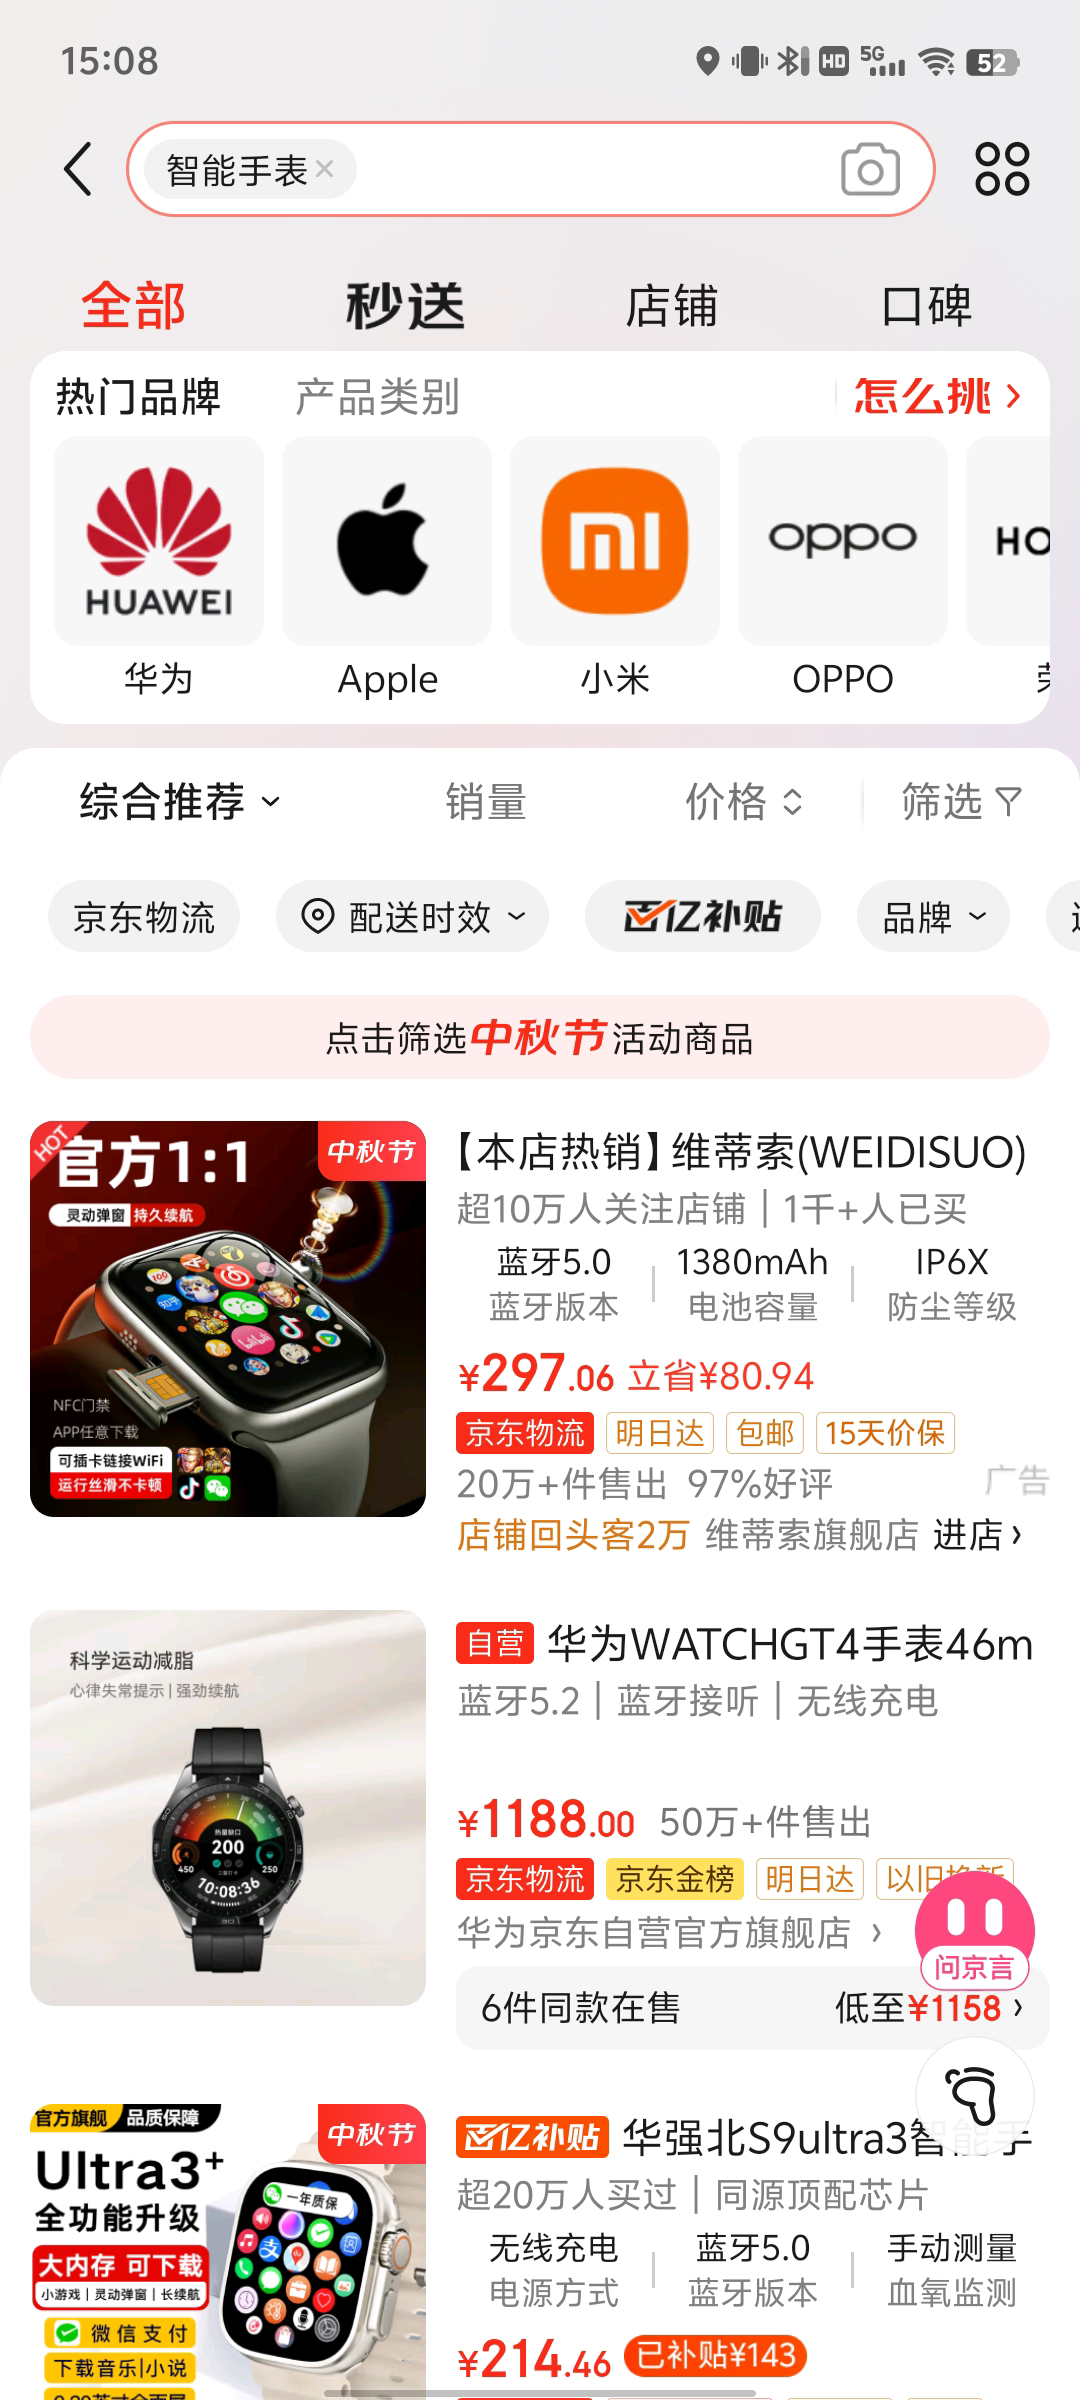 15:08
HD 5G 52
智能手表 ×
全部 秒送 店铺 口碑
热门品牌 产品类别 怎么挑 >
HUAWEI
mi
oppo
HO
华为 Apple 小米 OPPO
综合推荐 销量 价格 筛选
京东物流 配送时效 百亿补贴 品牌
点击筛选中秋节活动商品
HOT
官方1:1
中秋节
灵动弹窗 持久续航
NFC门禁
APP任意下载
可插卡链接WiFi
运行丝滑不卡顿
【本店热销】维蒂索(WEIDISUO)
超10万人关注店铺 | 1千+人已买
蓝牙5.0 1380mAh IP6X
蓝牙版本 电池容量 防尘等级
¥297.06 立省¥80.94
京东物流 明日达 包邮 15天价保
20万+件售出 97%好评
广告
店铺回头客2万 维蒂索旗舰店 进店 ›
科学运动减脂
心律失常提示 | 强劲续航
热量缺口
200
450 250
10:08:36
自营 华为WATCHGT4手表46m
蓝牙5.2 | 蓝牙接听 | 无线充电
¥1188.00 50万+件售出
京东物流 京东金榜 明日达 以旧换新
华为京东自营官方旗舰店 ›
问京言
6件同款在售 低至¥1158 ›
官方旗舰 品质保障
中秋节
Ultra3+
全功能升级
大内存 可下载
小游戏 | 灵动弹窗 | 长续航
微信支付
下载音乐|小说
一年质保
百亿补贴 华强北S9ultra3智能手
超20万人买过 | 同源顶配芯片
无线充电 蓝牙5.0 手动测量
电源方式 蓝牙版本 血氧监测
¥214.46 已补贴¥143